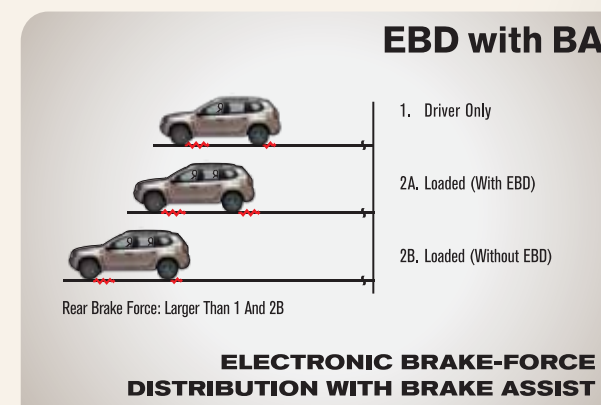 EBD with BA
1. Driver Only
2A. Loaded (With EBD)
2B. Loaded (Without EBD)
Rear Brake Force: Larger Than 1 And 2B
ELECTRONIC BRAKE-FORCE
DISTRIBUTION WITH BRAKE ASSIST